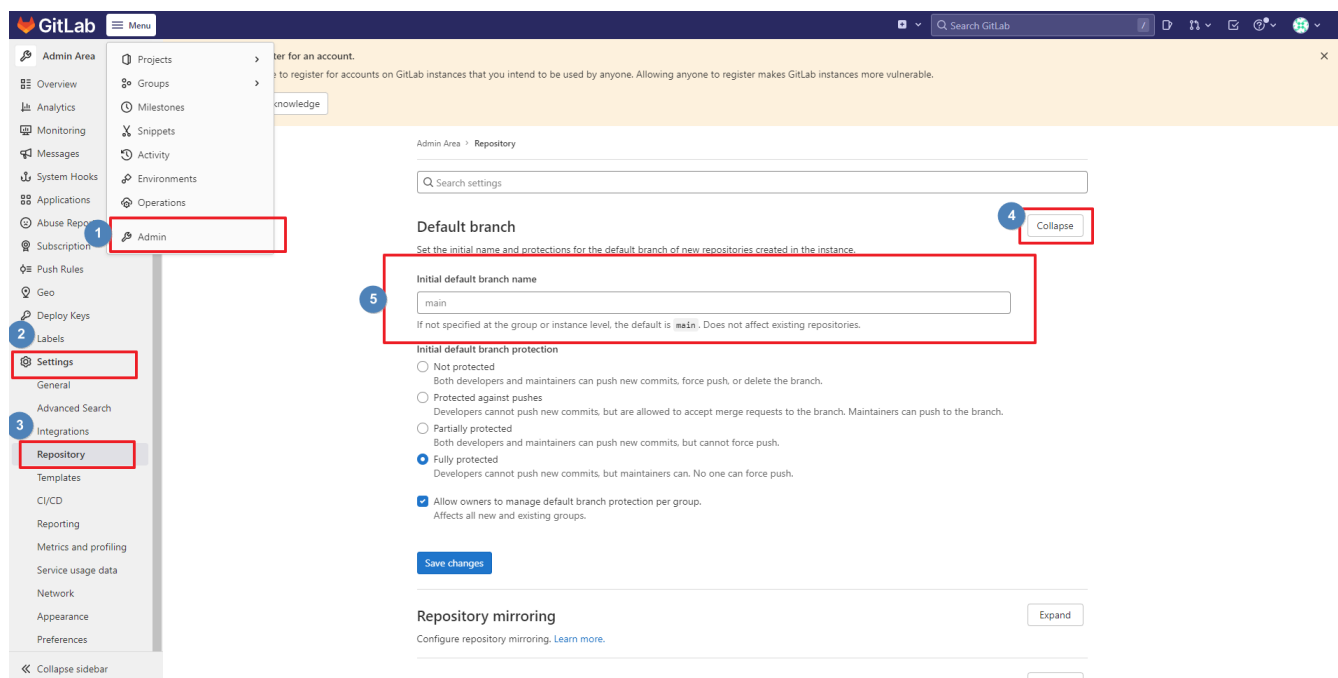 GitLab
Menu
Search GitLab
/
Admin Area
Overview
Analytics
Monitoring
Messages
System Hooks
Applications
Abuse Repo
Subscription
Push Rules
Geo
Deploy Keys
Labels
Settings
General
Advanced Search
Integrations
Repository
Templates
CI/CD
Reporting
Metrics and profiling
Service usage data
Network
Appearance
Preferences
Collapse sidebar
Projects
Groups
Milestones
Snippets
Activity
Environments
Operations
Admin
1
2
3
ter for an account.
e to register for accounts on GitLab instances that you intend to be used by anyone. Allowing anyone to register makes GitLab instances more vulnerable.
knowledge
Admin Area > Repository
Search settings
Default branch
4
Collapse
Set the initial name and protections for the default branch of new repositories created in the instance.
5
Initial default branch name
main
If not specified at the group or instance level, the default is main. Does not affect existing repositories.
Initial default branch protection
Not protected
Both developers and maintainers can push new commits, force push, or delete the branch.
Protected against pushes
Developers cannot push new commits, but are allowed to accept merge requests to the branch. Maintainers can push to the branch.
Partially protected
Both developers and maintainers can push new commits, but cannot force push.
Fully protected
Developers cannot push new commits, but maintainers can. No one can force push.
Allow owners to manage default branch protection per group.
Affects all new and existing groups.
Save changes
Repository mirroring
Expand
Configure repository mirroring. Learn more.